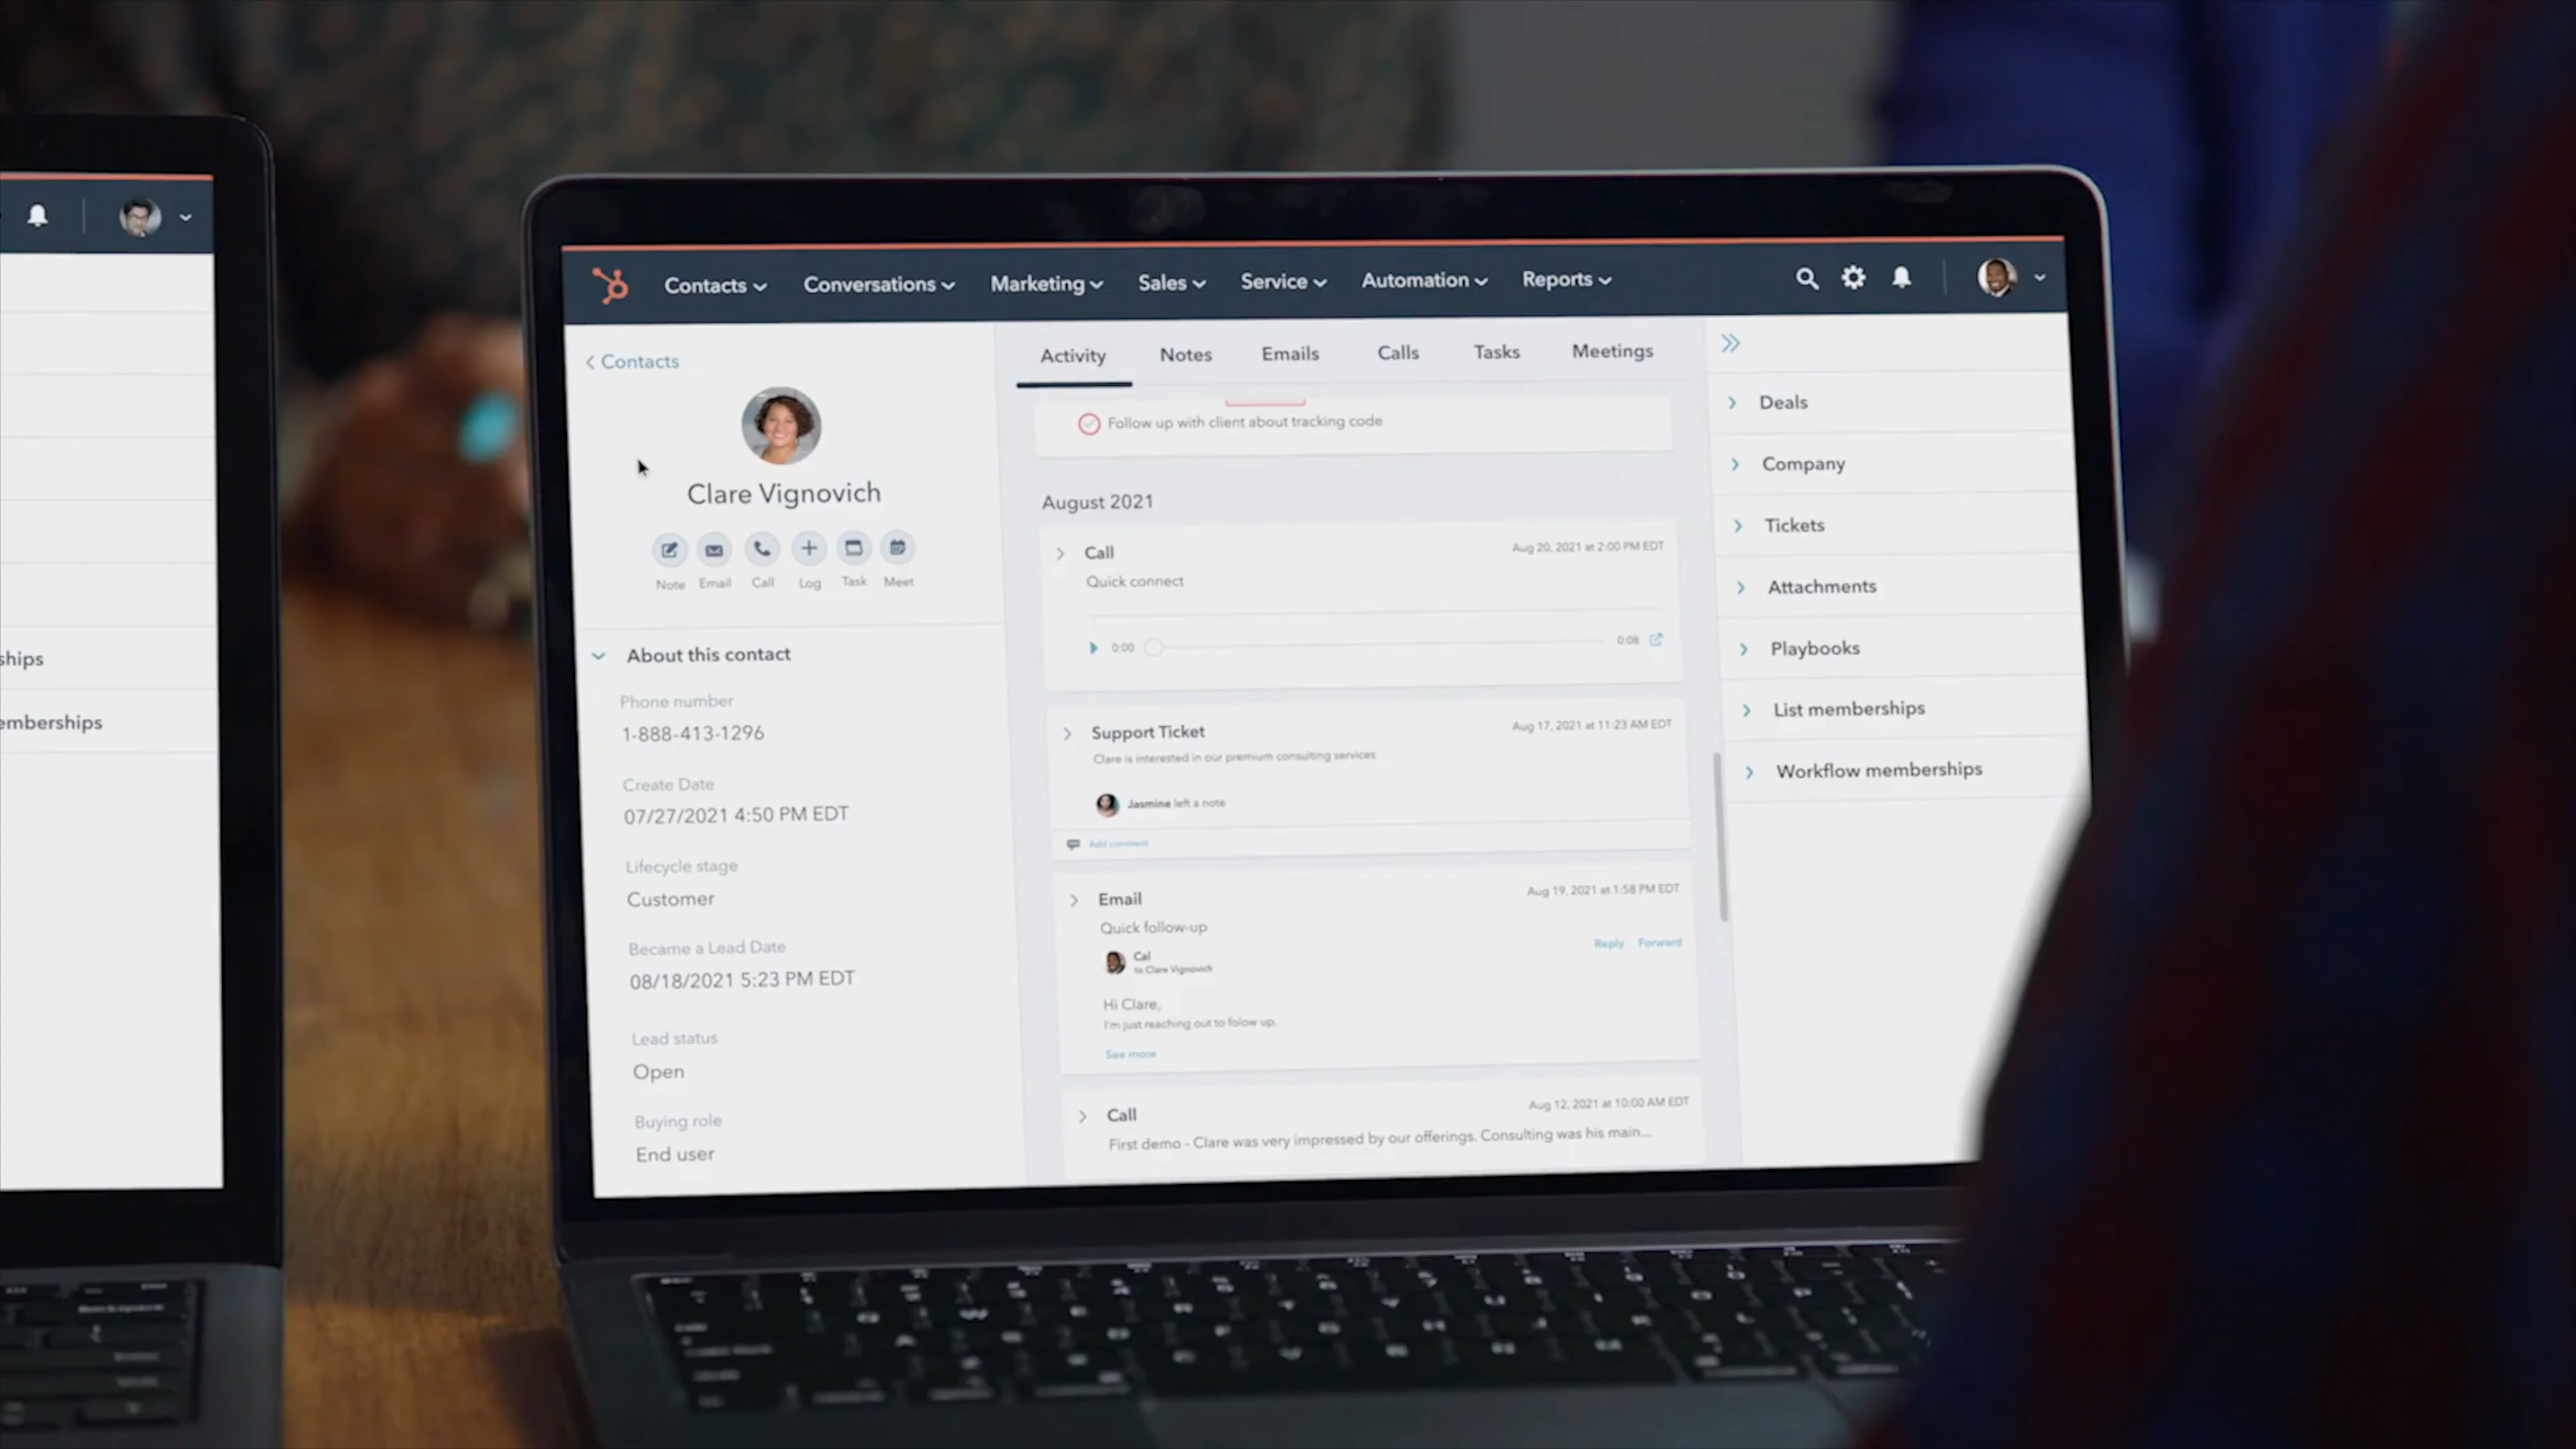 ships
emberships
Contacts
Conversations
Marketing
Sales
Service
Automation
Reports
Contacts
Clare Vignovich
Note
Email
Call
Log
Task
Meet
About this contact
Phone number
1-888-413-1296
Create Date
07/27/2021 4:50 PM EDT
Lifecycle stage
Customer
Became a Lead Date
08/18/2021 5:23 PM EDT
Lead status
Open
Buying role
End user
Activity
Notes
Emails
Calls
Tasks
Meetings
Follow up with client about tracking code
August 2021
Call
Aug 20, 2021 at 2:00 PM EDT
Quick connect
0:00
0:08
Support Ticket
Aug 17, 2021 at 11:23 AM EDT
Clare is interested in our premium consulting services
Jasmine left a note
Add comment
Email
Aug 19, 2021 at 1:58 PM EDT
Quick follow-up
Reply
Forward
Cal
to Clare Vignovich
Hi Clare,
I'm just reaching out to folow up.
See more
Call
Aug 12, 2021 at 10:00 AM EDT
First demo - Clare was very impressed by our offerings. Consulting was his main...
Deals
Company
Tickets
Attachments
Playbooks
List memberships
Workflow memberships